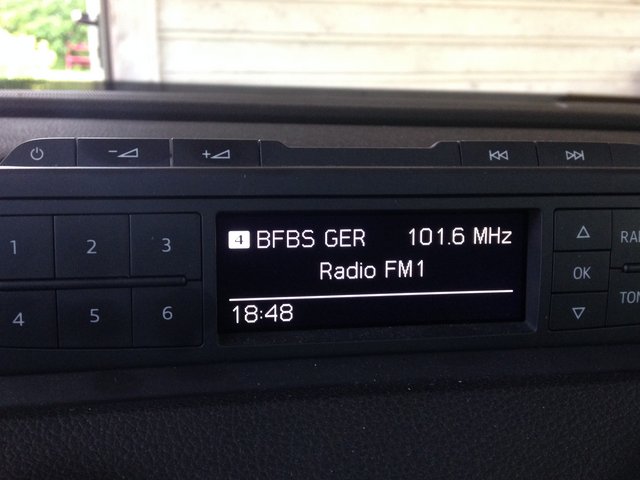 1 2 3
4 5 6
4 BFBS GER 101.6 MHz
Radio FM1
18:48
OK